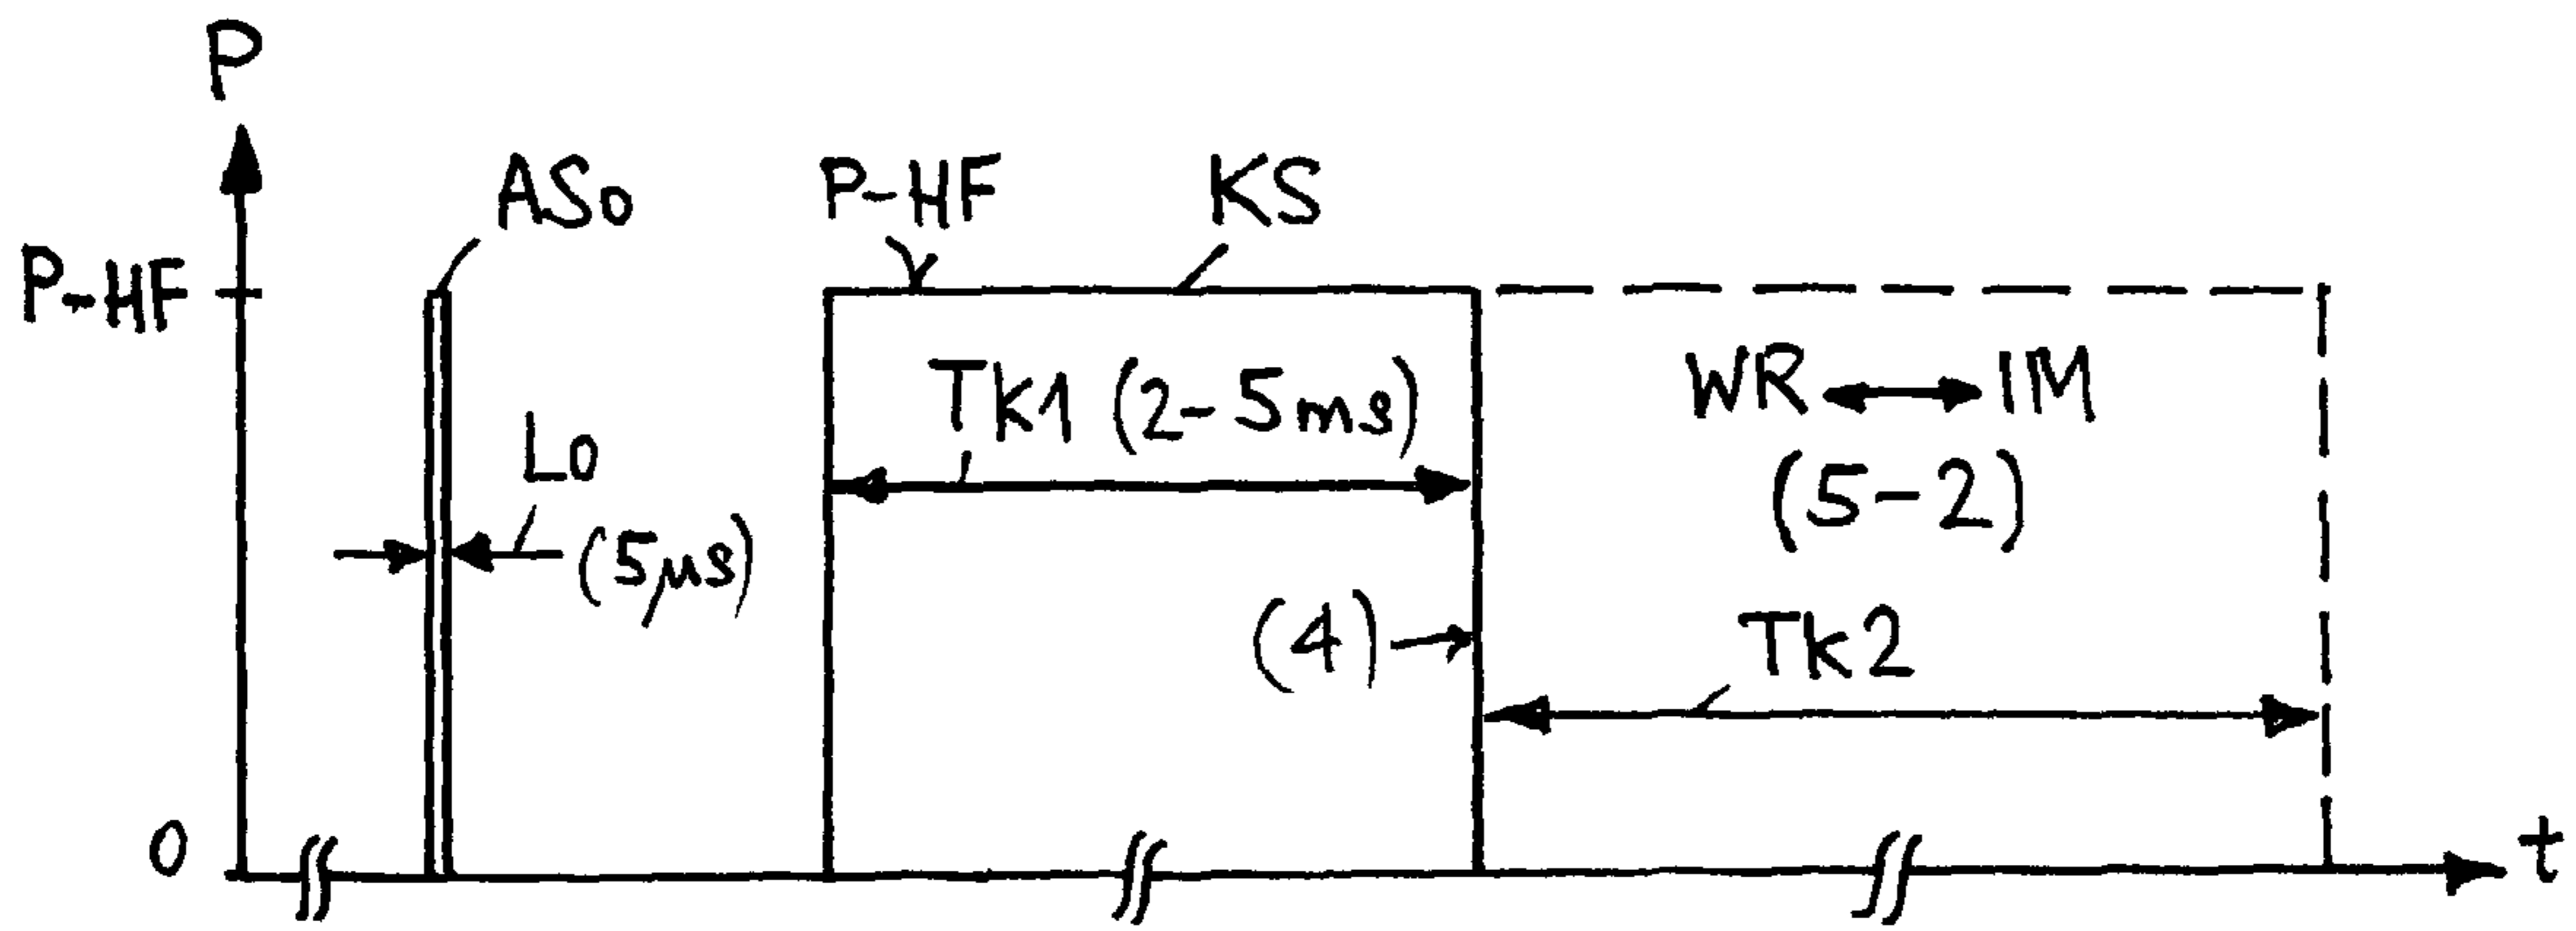 P
AS0
P-HF
KS
P-HF
TK1 (2-5ms)
WR ↔ IM
(5-2)
L0
(5µs)
(4)
TK2
0
t